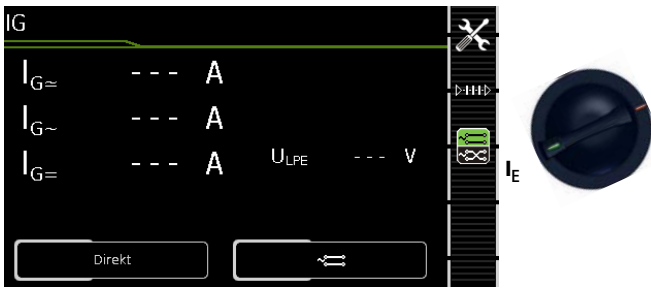 IG
IG≃ --- A
IG~ --- A
IG= --- A
ULPE --- V
IE
Direkt